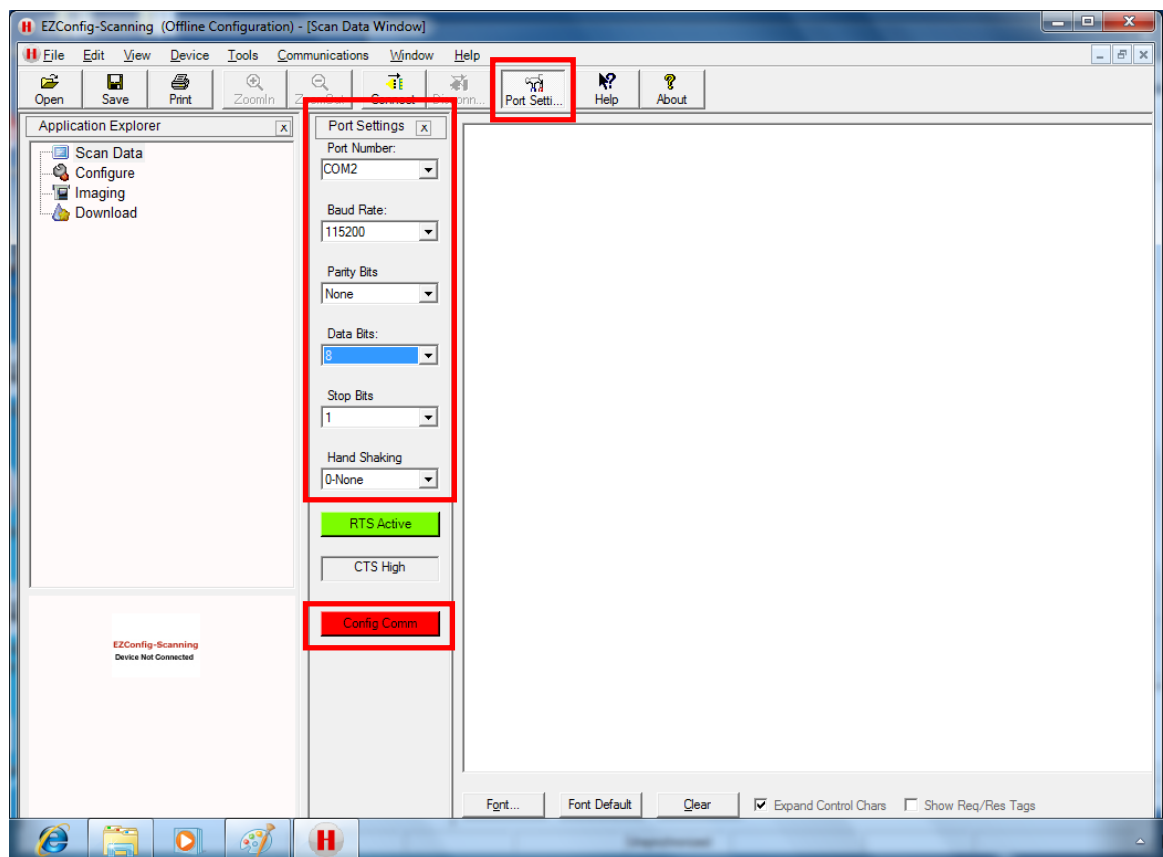 EZConfig-Scanning (Offline Configuration) - [Scan Data Window]
File Edit View Device Tools Communications Window Help
Open Save Print ZoomIn Connect Port Setti... Help About
Application Explorer x
Scan Data
Configure
Imaging
Download
EZConfig-Scanning
Device Not Connected
Port Settings x
Port Number:
COM2
Baud Rate:
115200
Parity Bits
None
Data Bits:
8
Stop Bits
1
Hand Shaking
0-None
RTS Active
CTS High
Config Comm
Font... Font Default Clear Expand Control Chars Show Req/Res Tags